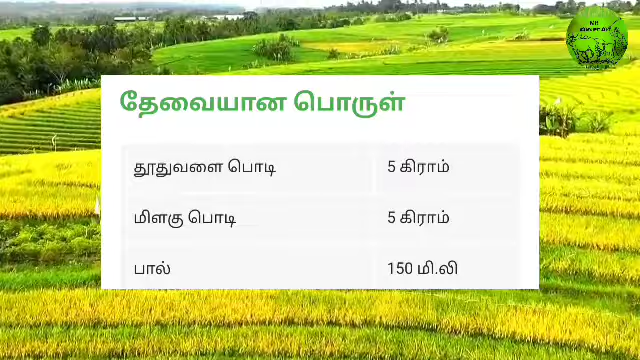 தேவையான பொருள்
தூதுவளை பொடி 5 கிராம்
மிளகு பொடி 5 கிராம்
பால் 150 மி.லி